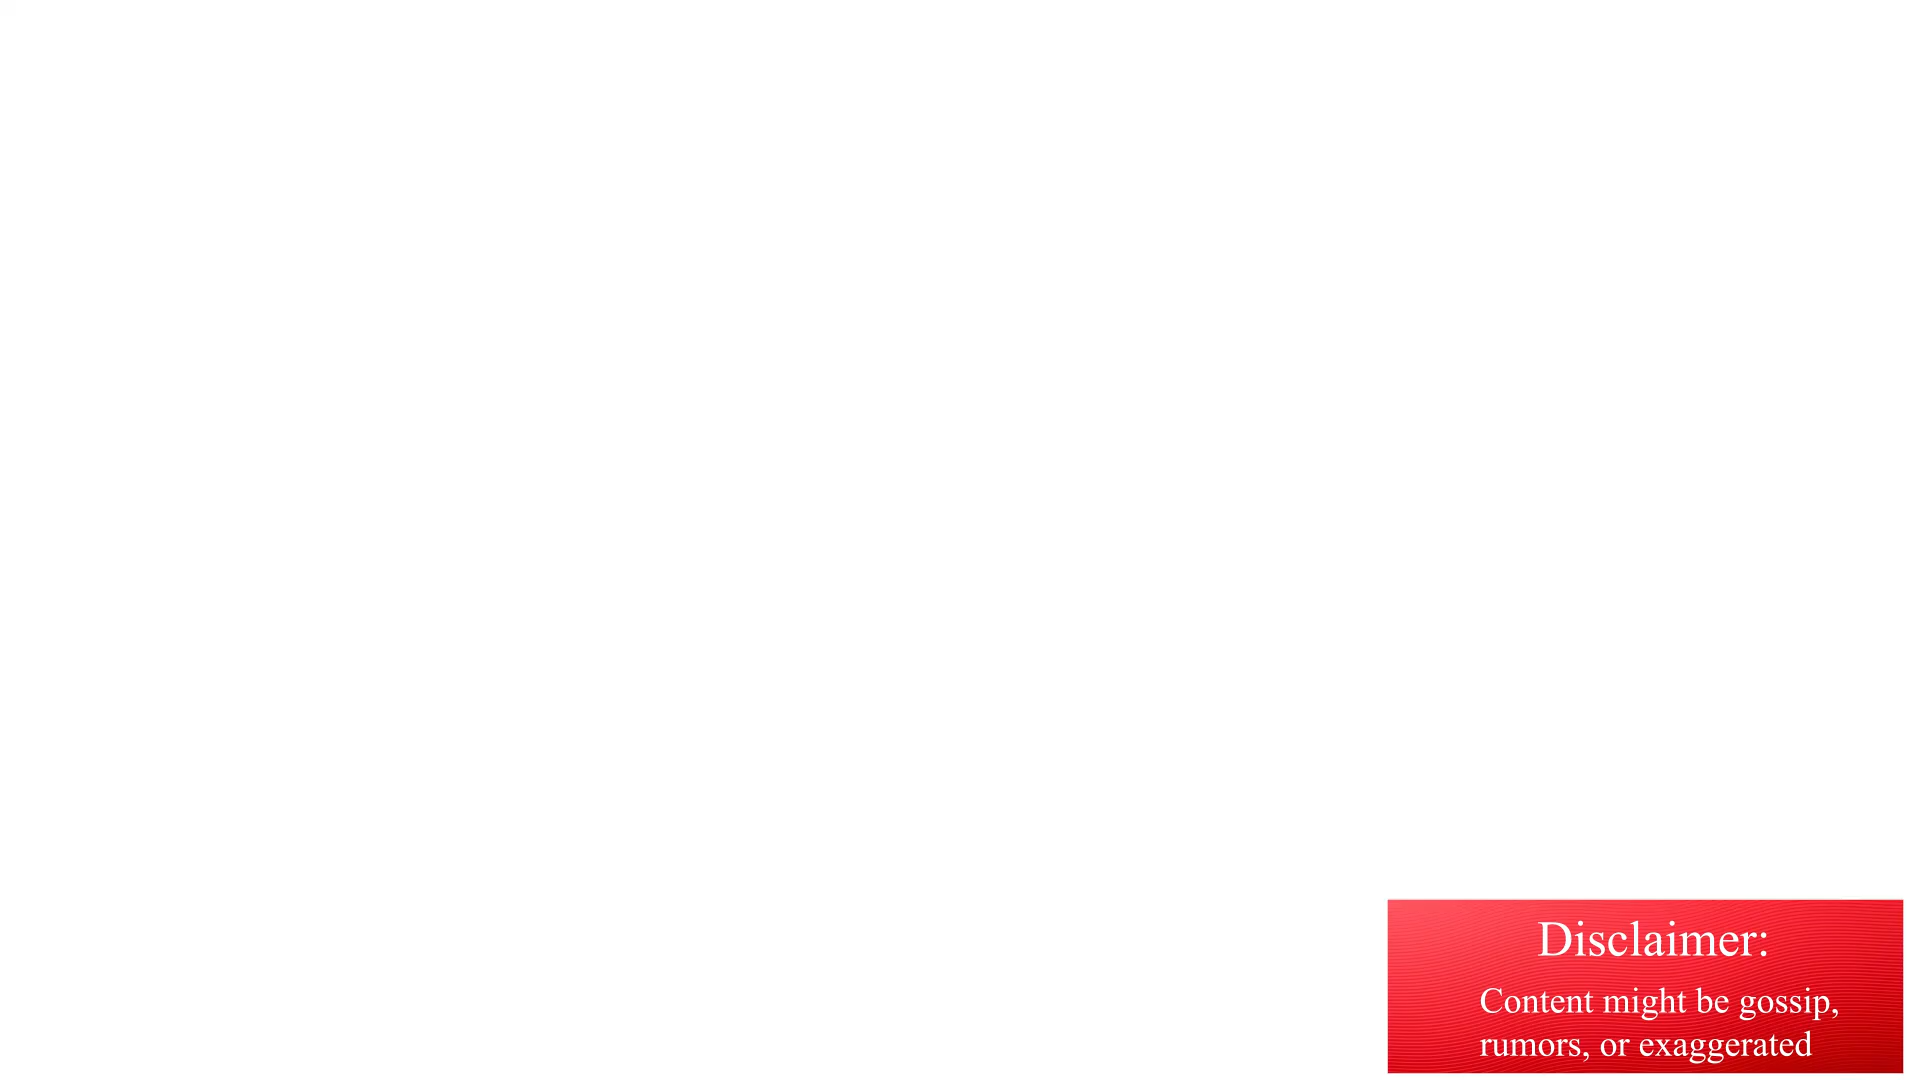 Disclaimer:
Content might be gossip,
rumors, or exaggerated